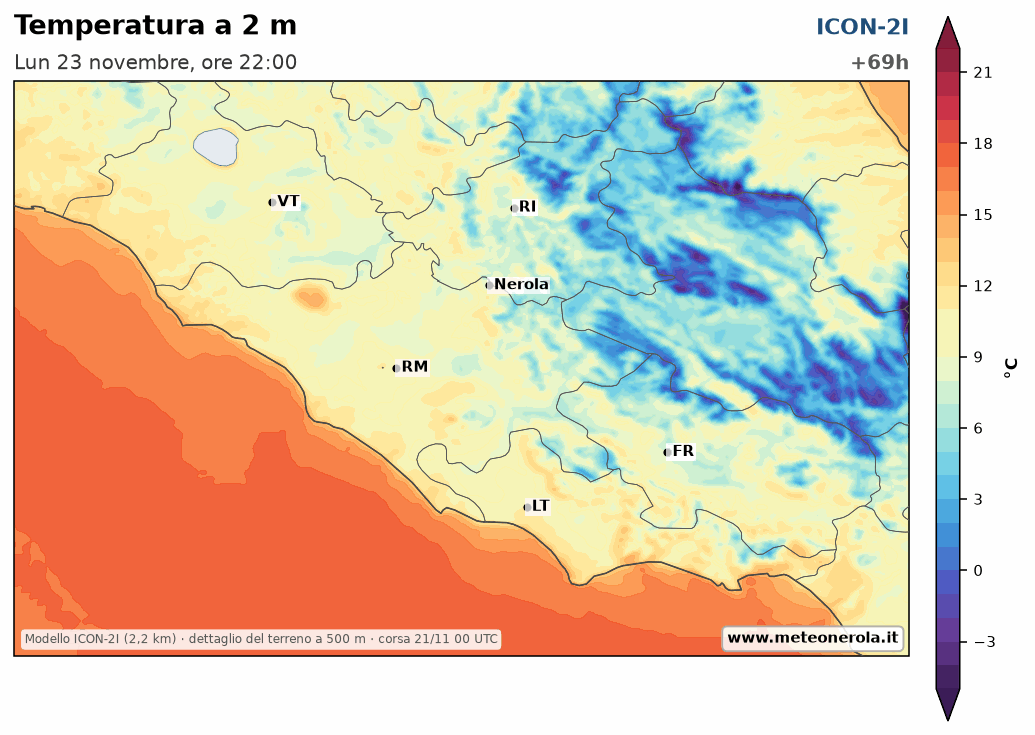 Temperatura a 2 m
ICON-2I
Lun 23 novembre, ore 22:00
+69h
VT
RI
Nerola
RM
FR
LT
21
18
15
12
9
6
3
0
−3
°C
Modello ICON-2I (2,2 km) · dettaglio del terreno a 500 m · corsa 21/11 00 UTC
www.meteonerola.it